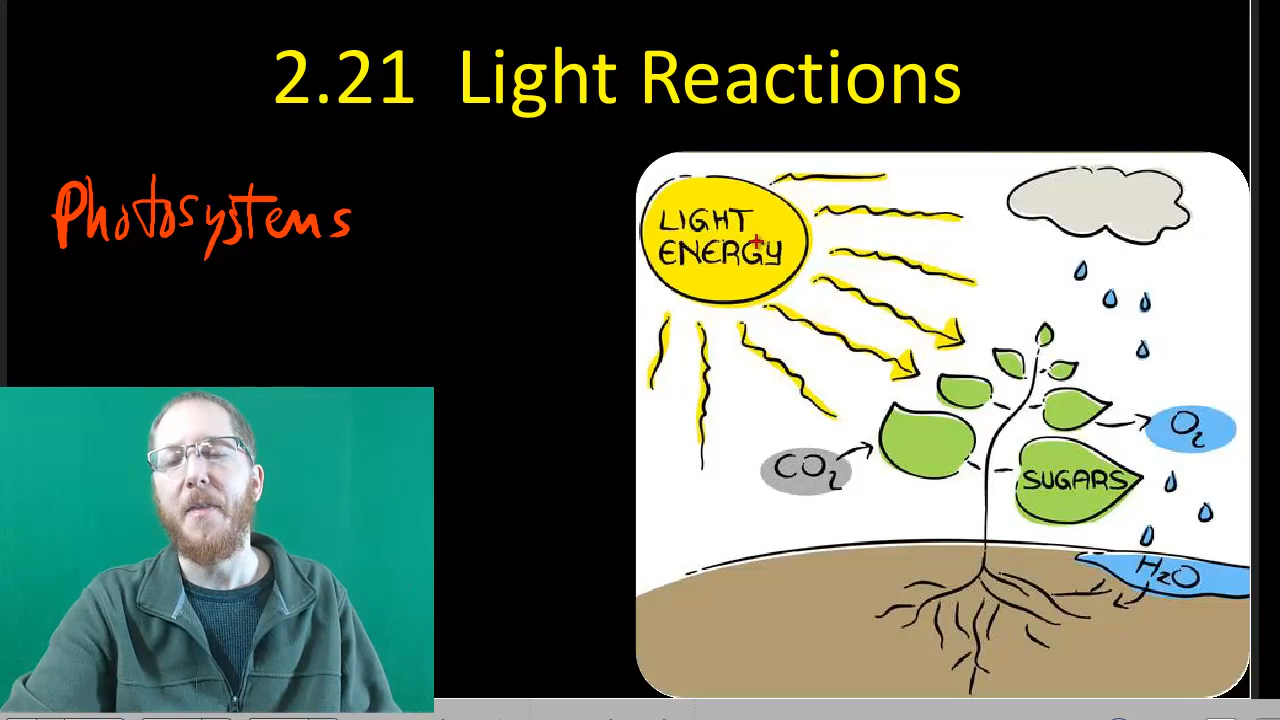 2.21 Light Reactions
Photosystems
LIGHT
ENERGY
CO₂
O₂
SUGARS
H₂O